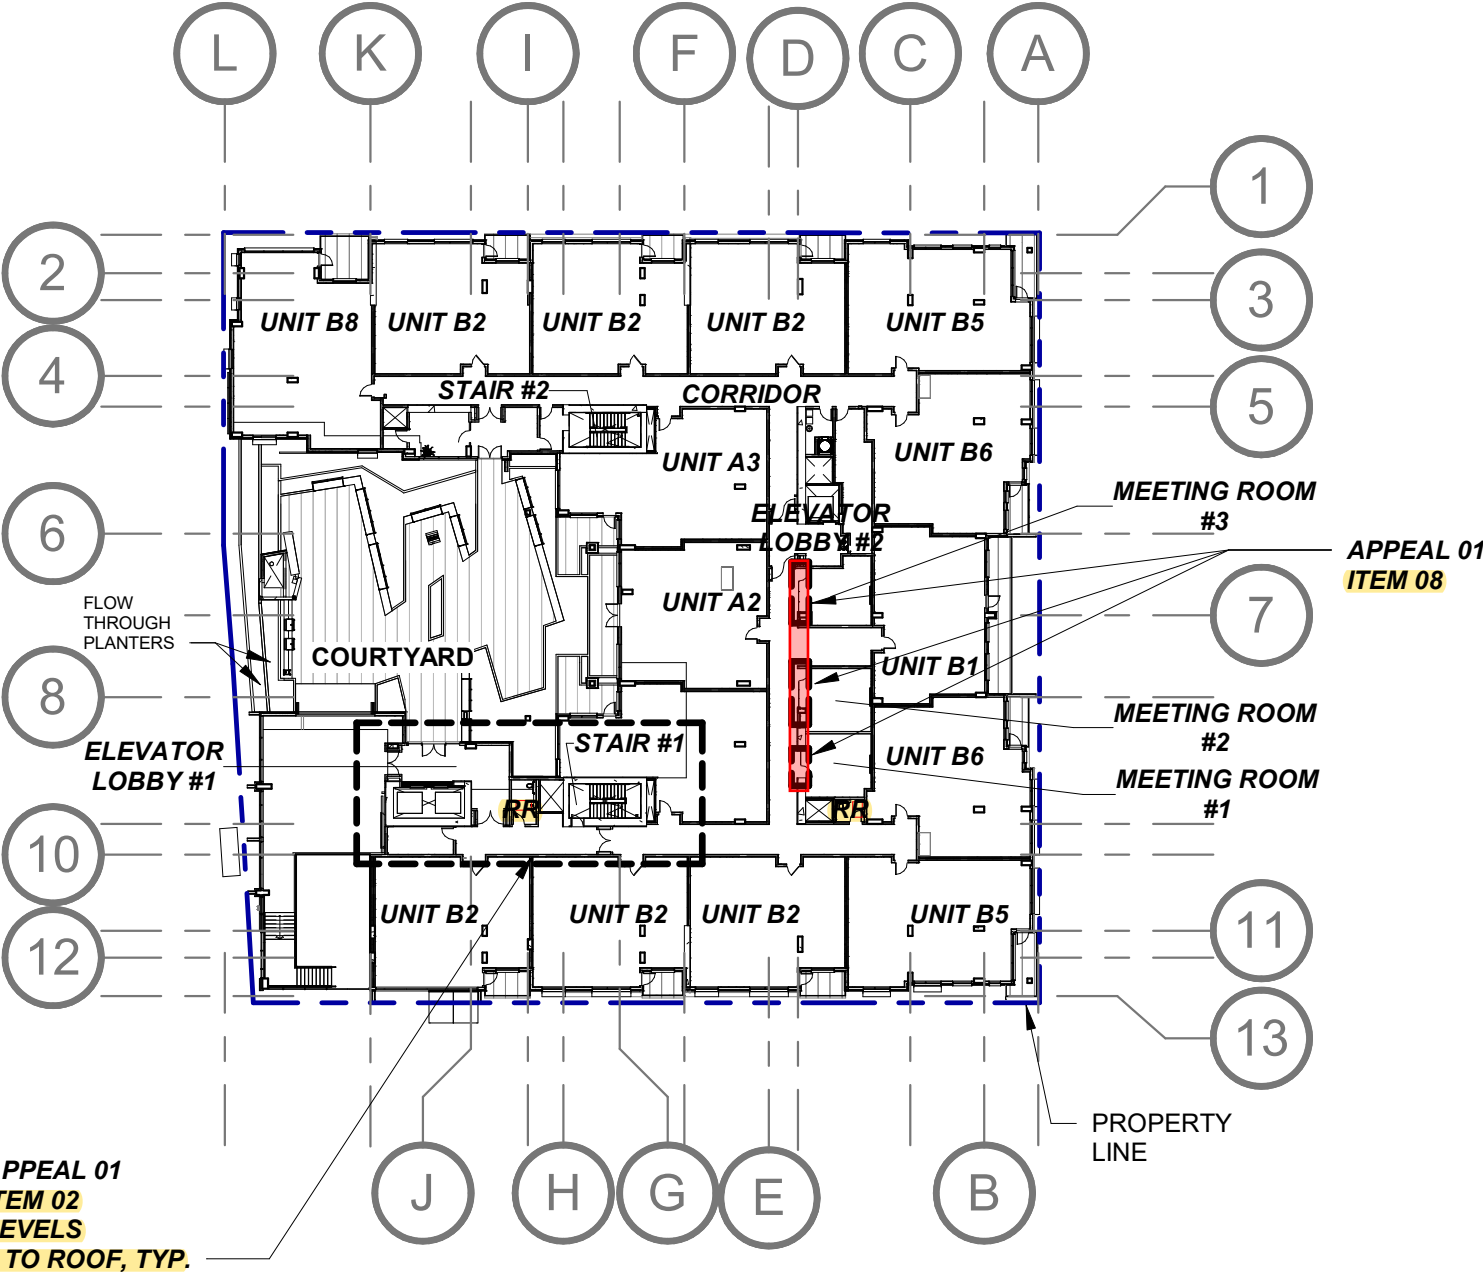 L
K
I
F
D
C
A
1
2
3
UNIT B8
UNIT B2
UNIT B2
UNIT B2
UNIT B5
4
STAIR #2
CORRIDOR
5
UNIT A3
UNIT B6
MEETING ROOM
#3
6
ELEVATOR
LOBBY #2
APPEAL 01
ITEM 08
FLOW
THROUGH
PLANTERS
UNIT A2
7
COURTYARD
UNIT B1
8
ELEVATOR
LOBBY #1
STAIR #1
MEETING ROOM
#2
UNIT B6
MEETING ROOM
#1
RR
RR
10
UNIT B2
UNIT B2
UNIT B2
UNIT B5
11
12
13
PROPERTY
LINE
J
H
G
E
B
PPEAL 01
TEM 02
EVELS
TO ROOF, TYP.